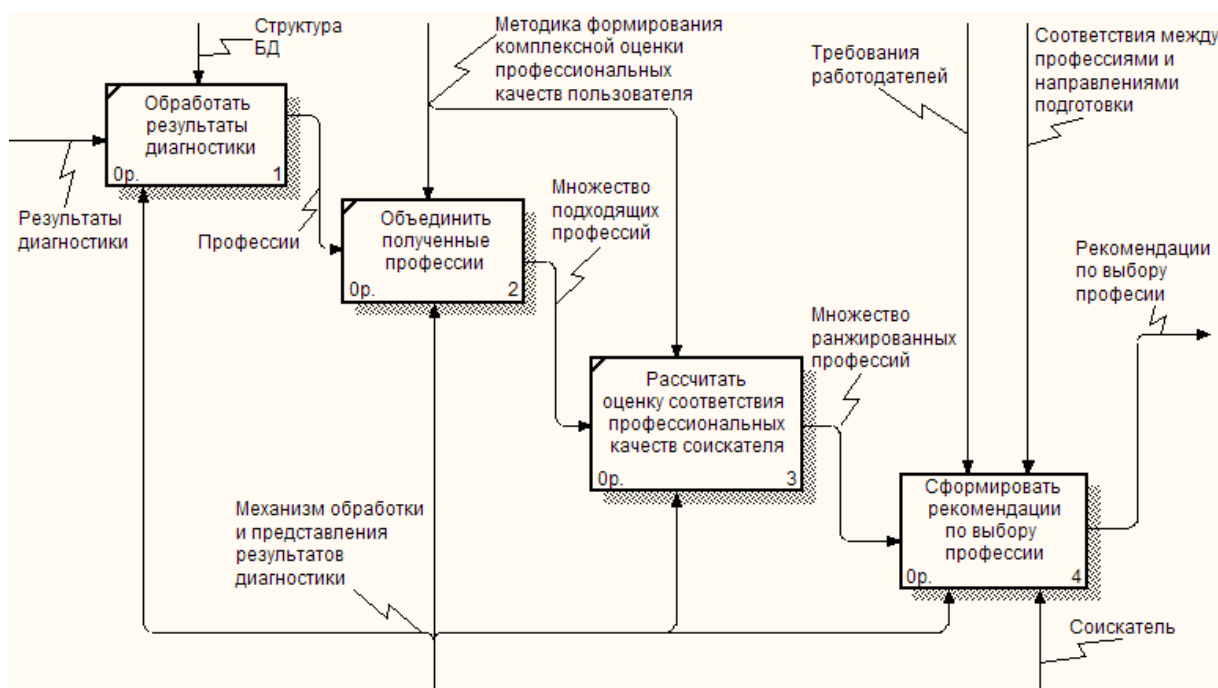 Структура
БД
Методика формирования
комплексной оценки
профессиональных
качеств пользователя
Требования
работодателей
Соответствия между
профессиями и
направлениями
подготовки
Обработать
результаты
диагностики
0р. 1
Результаты
диагностики
Профессии
Объединить
полученные
профессии
0р. 2
Множество
подходящих
профессий
Рекомендации
по выбору
професии
Множество
ранжированных
профессий
Рассчитать
оценку соответствия
профессиональных
качеств соискателя
0р. 3
Механизм обработки
и представления
результатов
диагностики
Сформировать
рекомендации
по выбору
профессии
0р. 4
Соискатель